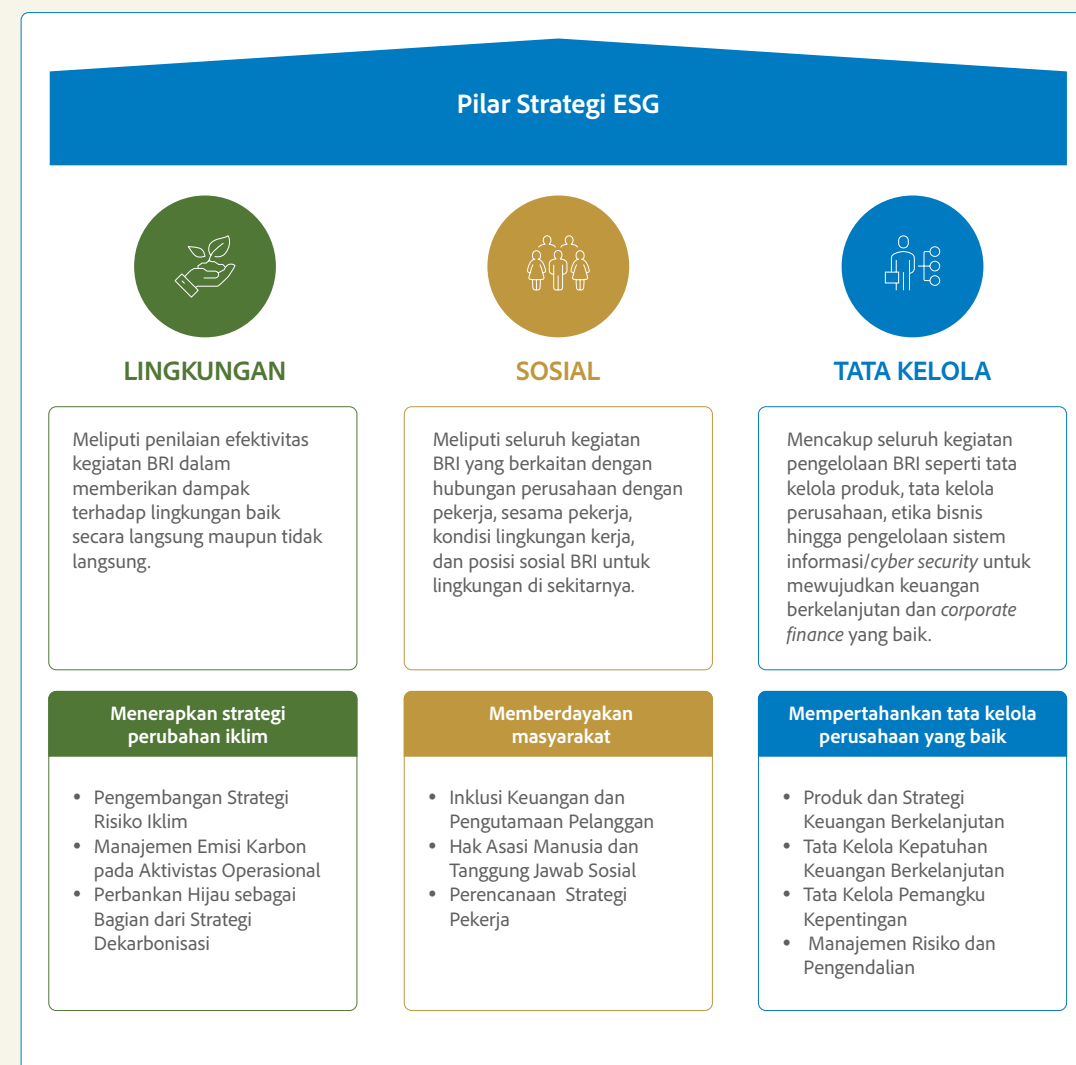 Pilar Strategi ESG
LINGKUNGAN
Meliputi penilaian efektivitas
kegiatan BRI dalam
memberikan dampak
terhadap lingkungan baik
secara langsung maupun tidak
langsung.
Menerapkan strategi
perubahan iklim
• Pengembangan Strategi
Risiko Iklim
• Manajemen Emisi Karbon
pada Aktivistas Operasional
• Perbankan Hijau sebagai
Bagian dari Strategi
Dekarbonisasi
SOSIAL
Meliputi seluruh kegiatan
BRI yang berkaitan dengan
hubungan perusahaan dengan
pekerja, sesama pekerja,
kondisi lingkungan kerja,
dan posisi sosial BRI untuk
lingkungan di sekitarnya.
Memberdayakan
masyarakat
• Inklusi Keuangan dan
Pengutamaan Pelanggan
• Hak Asasi Manusia dan
Tanggung Jawab Sosial
• Perencanaan Strategi
Pekerja
TATA KELOLA
Mencakup seluruh kegiatan
pengelolaan BRI seperti tata
kelola produk, tata kelola
perusahaan, etika bisnis
hingga pengelolaan sistem
informasi/cyber security untuk
mewujudkan keuangan
berkelanjutan dan corporate
finance yang baik.
Mempertahankan tata kelola
perusahaan yang baik
• Produk dan Strategi
Keuangan Berkelanjutan
• Tata Kelola Kepatuhan
Keuangan Berkelanjutan
• Tata Kelola Pemangku
Kepentingan
• Manajemen Risiko dan
Pengendalian